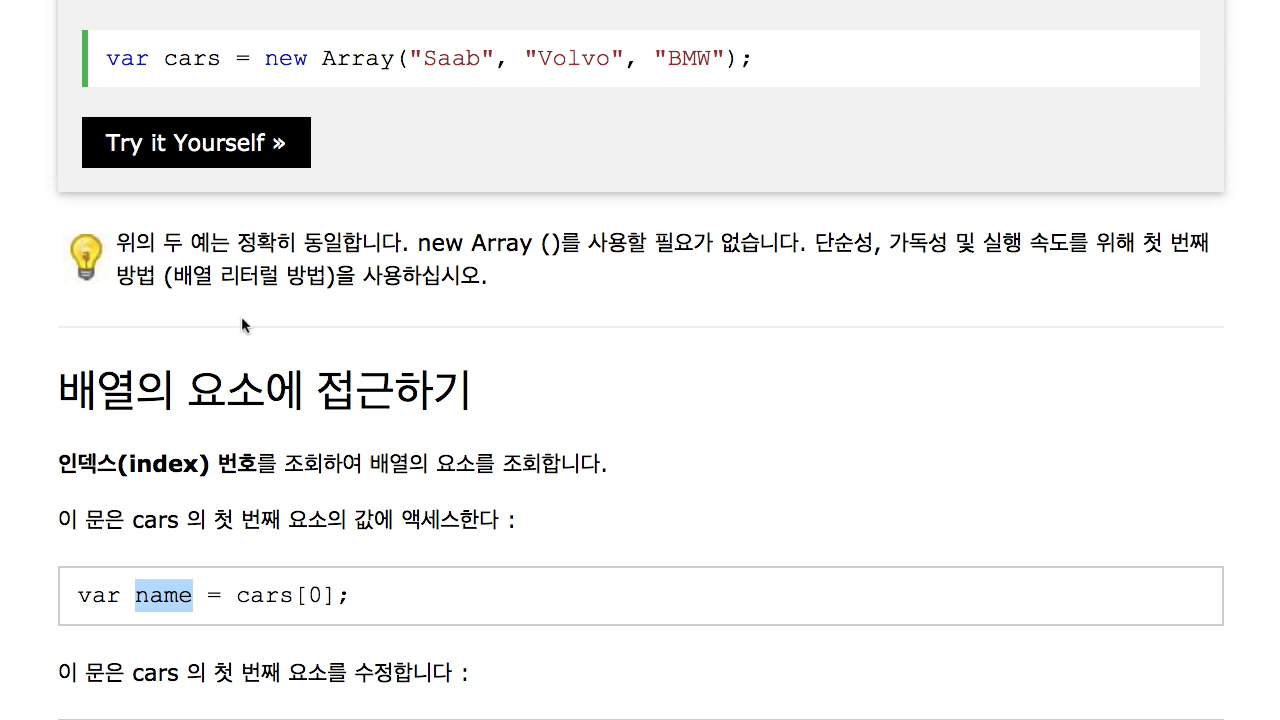 var cars = new Array("Saab", "Volvo", "BMW");
Try it Yourself »
위의 두 예는 정확히 동일합니다. new Array ()를 사용할 필요가 없습니다. 단순성, 가독성 및 실행 속도를 위해 첫 번째
방법 (배열 리터럴 방법)을 사용하십시오.
배열의 요소에 접근하기
인덱스(index) 번호를 조회하여 배열의 요소를 조회합니다.
이 문은 cars 의 첫 번째 요소의 값에 액세스한다 :
var name = cars[0];
이 문은 cars 의 첫 번째 요소를 수정합니다 :